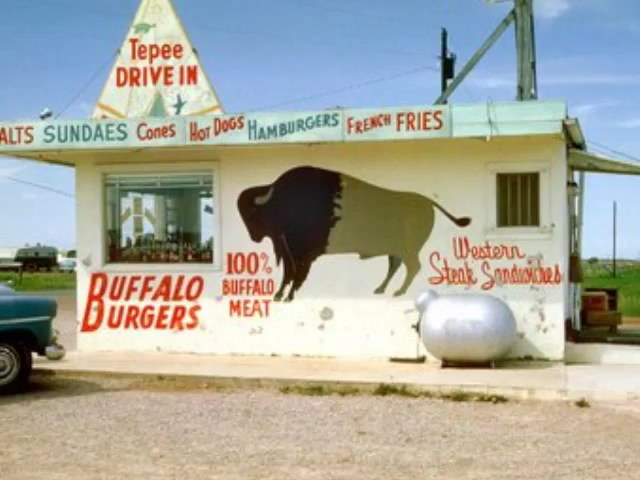 Tepee
DRIVE IN
ALTS SUNDAES Cones HOT DOGS HAMBURGERS FRENCH FRIES
BUFFALO
BURGERS
100%
BUFFALO
MEAT
Western
Steak Sandwiches